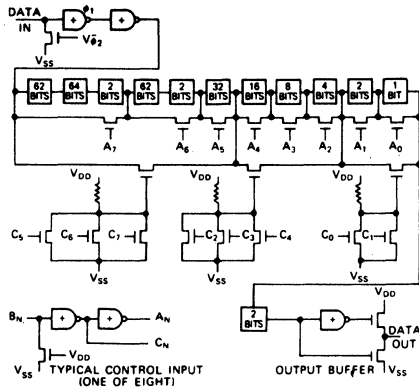 DATA
IN
+
ϕ1
+
Vϕ̄2
VSS
62 BITS
64 BITS
2 BITS
62 BITS
2 BITS
32 BITS
16 BITS
8 BITS
4 BITS
2 BITS
1 BIT
A7
A6
A5
A4
A3
A2
A1
A0
VDD
VDD
VDD
C5
C6
C7
C2
C3
C4
C0
C1
VSS
VSS
VSS
BN
+
+
AN
CN
VSS
VDD
TYPICAL CONTROL INPUT
(ONE OF EIGHT)
2 BITS
+
VDD
DATA
OUT
VSS
OUTPUT BUFFER